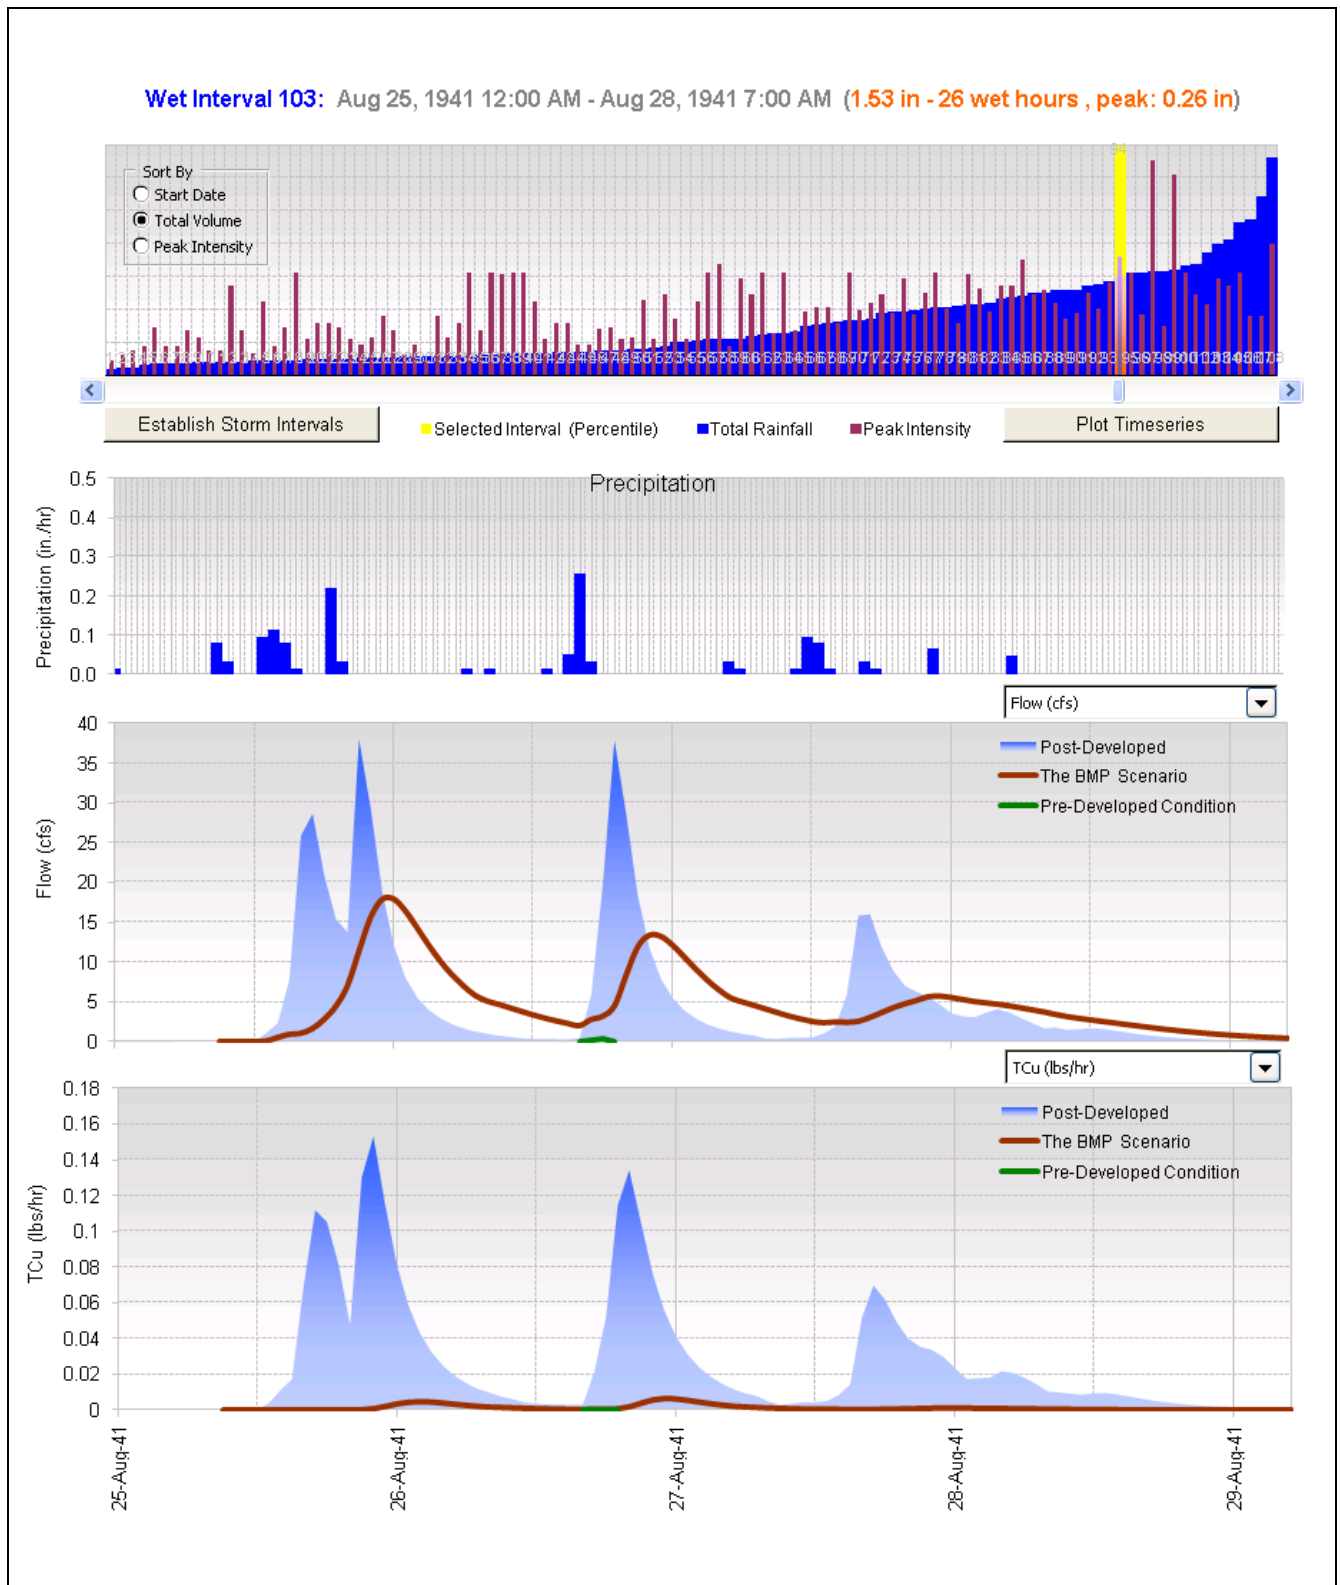 Wet Interval 103: Aug 25, 1941 12:00 AM - Aug 28, 1941 7:00 AM (1.53 in - 26 wet hours , peak: 0.26 in)
94
Sort By
Start Date
Total Volume
Peak Intensity
Establish Storm Intervals
Selected Interval (Percentile)
Total Rainfall
Peak Intensity
Plot Timeseries
Precipitation
Precipitation (in./hr)
0.5
0.4
0.3
0.2
0.1
0.0
Flow (cfs)
Flow (cfs)
40
35
30
25
20
15
10
5
0
Post-Developed
The BMP Scenario
Pre-Developed Condition
TCu (lbs/hr)
TCu (lbs/hr)
0.18
0.16
0.14
0.12
0.1
0.08
0.06
0.04
0.02
0
Post-Developed
The BMP Scenario
Pre-Developed Condition
25-Aug-41
26-Aug-41
27-Aug-41
28-Aug-41
29-Aug-41